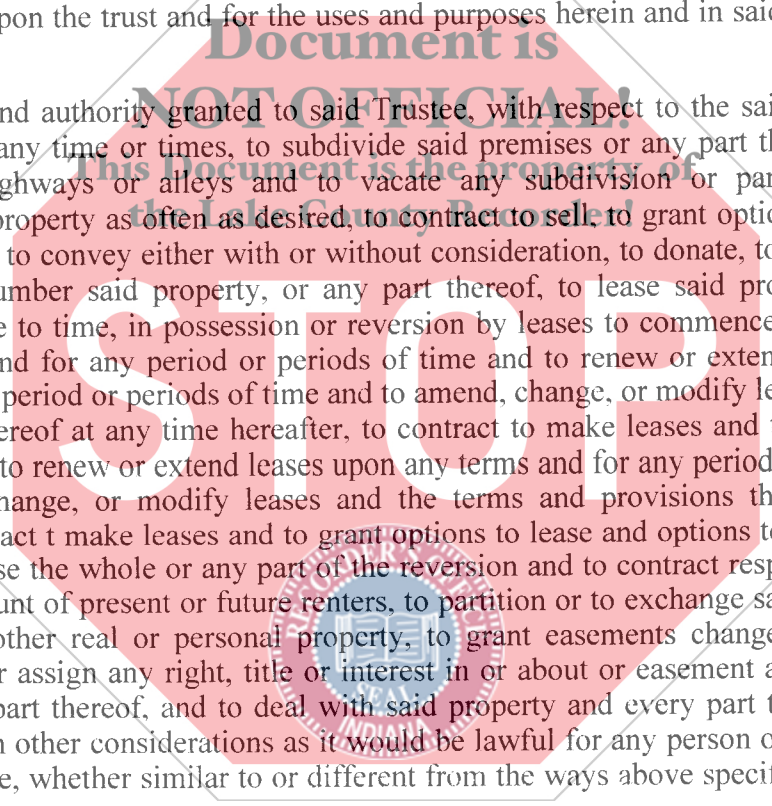 pon the trust and for the uses and purposes herein and in said
Document is
NOT OFFICIAL!
nd authority granted to said Trustee, with respect to the sai
any time or times, to subdivide said premises or any part th
This Document is the property of
ghways or alleys and to vacate any subdivision or par
the Lake County Recorder!
property as often as desired, to contract to sell, to grant optio
to convey either with or without consideration, to donate, to
umber said property, or any part thereof, to lease said pro
e to time, in possession or reversion by leases to commence
nd for any period or periods of time and to renew or exten
STOP
period or periods of time and to amend, change, or modify le
ereof at any time hereafter, to contract to make leases and
to renew or extend leases upon any terms and for any period
hange, or modify leases and the terms and provisions th
act t make leases and to grant options to lease and options to
se the whole or any part of the reversion and to contract resp
unt of present or future renters, to partition or to exchange sa
other real or personal property, to grant easements change
r assign any right, title or interest in or about or easement a
part thereof, and to deal with said property and every part t
n other considerations as it would be lawful for any person o
e, whether similar to or different from the ways above specif
RECORDER'S OFFICE
SEAL
INDIANA